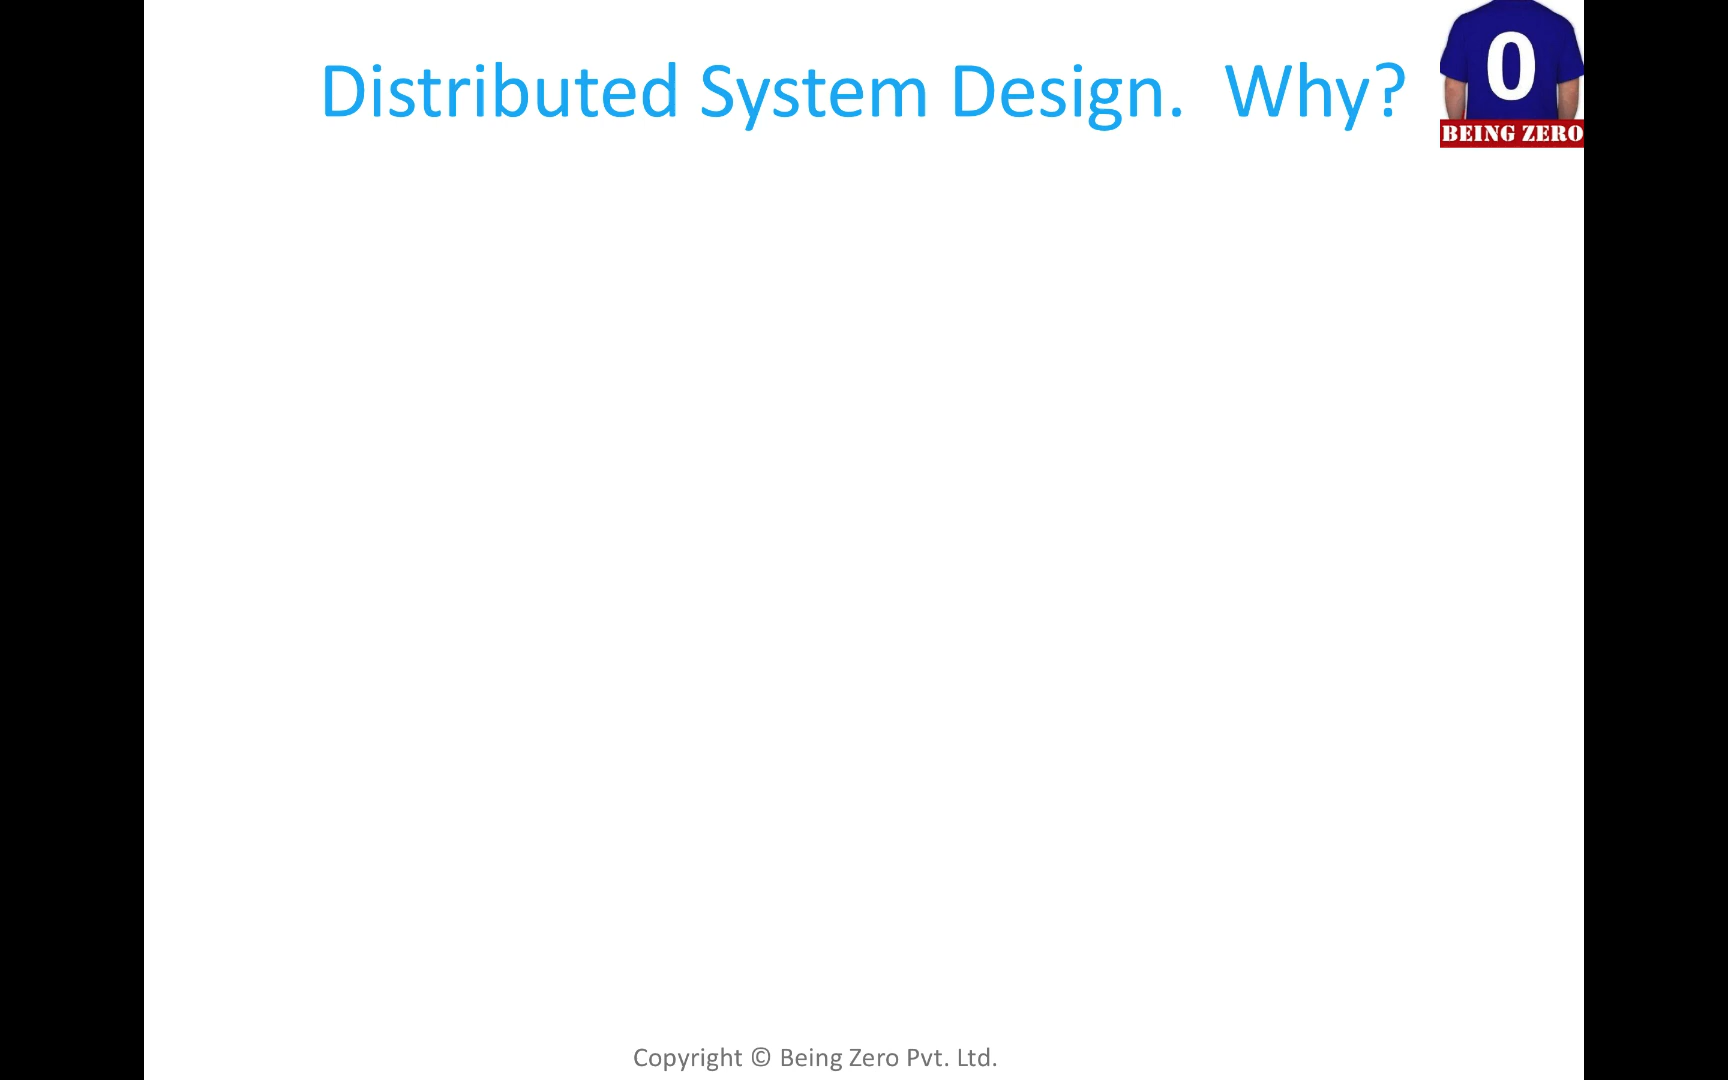 Distributed System Design.  Why?
0
BEING ZERO
Copyright © Being Zero Pvt. Ltd.